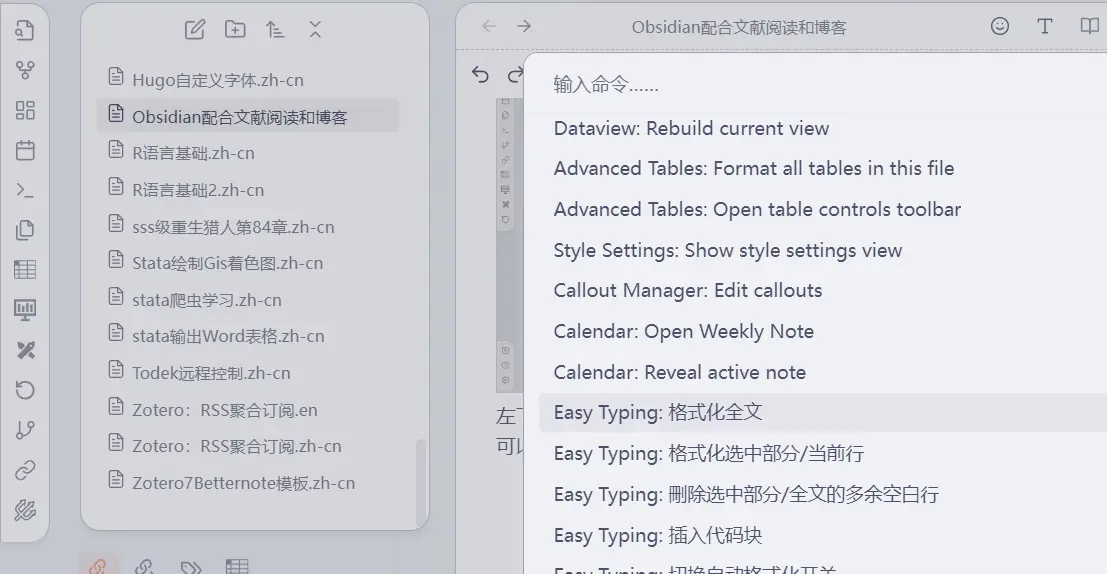 Hugo自定义字体.zh-cn
Obsidian配合文献阅读和博客
R语言基础.zh-cn
R语言基础2.zh-cn
sss级重生猎人第84章.zh-cn
Stata绘制Gis着色图.zh-cn
stata爬虫学习.zh-cn
stata输出Word表格.zh-cn
Todek远程控制.zh-cn
Zotero：RSS聚合订阅.en
Zotero：RSS聚合订阅.zh-cn
Zotero7Betternote模板.zh-cn
Obsidian配合文献阅读和博客
左
可
输入命令......
Dataview: Rebuild current view
Advanced Tables: Format all tables in this file
Advanced Tables: Open table controls toolbar
Style Settings: Show style settings view
Callout Manager: Edit callouts
Calendar: Open Weekly Note
Calendar: Reveal active note
Easy Typing: 格式化全文
Easy Typing: 格式化选中部分/当前行
Easy Typing: 刪除选中部分/全文的多余空白行
Easy Typing: 插入代码块
Easy Typing: 切换自动格式化开关